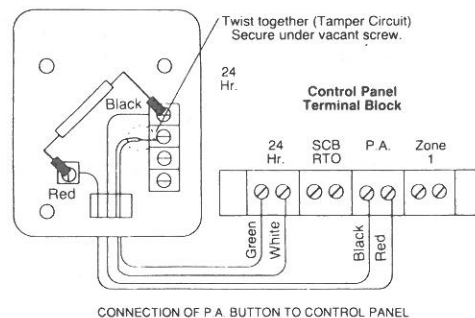 Twist together (Tamper Circuit)
Secure under vacant screw.
24
Hr.
Black
Control Panel
Terminal Block
24
Hr.
SCB
RTO
P.A.
Zone
1
Red
Green
White
Black
Red
CONNECTION OF P.A. BUTTON TO CONTROL PANEL